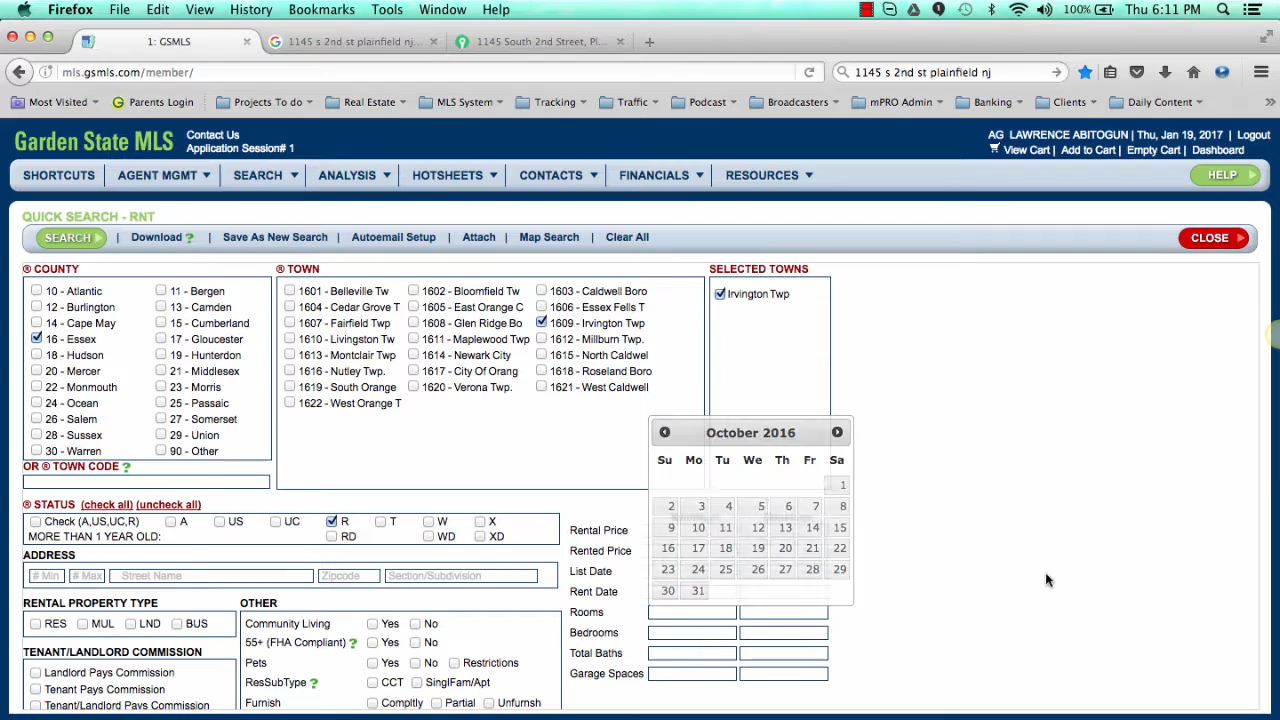 Firefox File Edit View History Bookmarks Tools Window Help 100% Thu 6:11 PM
1: GSMLS 1145 s 2nd st plainfield nj... 1145 South 2nd Street, Pl...
mls.gsmls.com/member/ 1145 s 2nd st plainfield nj
Most Visited Parents Login Projects To do Real Estate MLS System Tracking Traffic Podcast Broadcasters mPRO Admin Banking Clients Daily Content
Garden State MLS Contact Us AG LAWRENCE ABITOGUN | Thu, Jan 19, 2017 | Logout
Application Session# 1 View Cart | Add to Cart | Empty Cart | Dashboard
SHORTCUTS AGENT MGMT SEARCH ANALYSIS HOTSHEETS CONTACTS FINANCIALS RESOURCES HELP
QUICK SEARCH - RNT
SEARCH | Download ? | Save As New Search | Autoemail Setup | Attach | Map Search | Clear All CLOSE
® COUNTY ® TOWN SELECTED TOWNS
10 - Atlantic 11 - Bergen 1601 - Belleville Tw 1602 - Bloomfield Tw 1603 - Caldwell Boro Irvington Twp
12 - Burlington 13 - Camden 1604 - Cedar Grove T 1605 - East Orange C 1606 - Essex Fells T
14 - Cape May 15 - Cumberland 1607 - Fairfield Twp 1608 - Glen Ridge Bo 1609 - Irvington Twp
16 - Essex 17 - Gloucester 1610 - Livingston Tw 1611 - Maplewood Twp 1612 - Millburn Twp.
18 - Hudson 19 - Hunterdon 1613 - Montclair Twp 1614 - Newark City 1615 - North Caldwel
20 - Mercer 21 - Middlesex 1616 - Nutley Twp. 1617 - City Of Orang 1618 - Roseland Boro
22 - Monmouth 23 - Morris 1619 - South Orange 1620 - Verona Twp. 1621 - West Caldwell
24 - Ocean 25 - Passaic 1622 - West Orange T
26 - Salem 27 - Somerset
28 - Sussex 29 - Union
30 - Warren 90 - Other
OR ® TOWN CODE ?
October 2016
Su Mo Tu We Th Fr Sa
1
2 3 4 5 6 7 8
9 10 11 12 13 14 15
16 17 18 19 20 21 22
23 24 25 26 27 28 29
30 31
® STATUS (check all) (uncheck all)
Check (A,US,UC,R) A US UC R T W X
MORE THAN 1 YEAR OLD: RD WD XD
ADDRESS
# Min # Max Street Name Zipcode Section/Subdivision
RENTAL PROPERTY TYPE
RES MUL LND BUS
TENANT/LANDLORD COMMISSION
Landlord Pays Commission
Tenant Pays Commission
Tenant/Landlord Pays Commission
OTHER
Community Living Yes No
55+ (FHA Compliant) ? Yes No
Pets Yes No Restrictions
ResSubType ? CCT SinglFam/Apt
Furnish Compltly Partial Unfurnsh
Rental Price
Rented Price
List Date
Rent Date
Rooms
Bedrooms
Total Baths
Garage Spaces